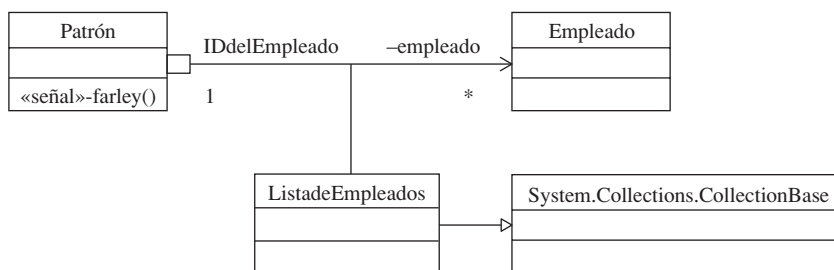 Patrón
IDdelEmpleado
–empleado
Empleado
«señal»-farley()
1
*
ListadeEmpleados
System.Collections.CollectionBase